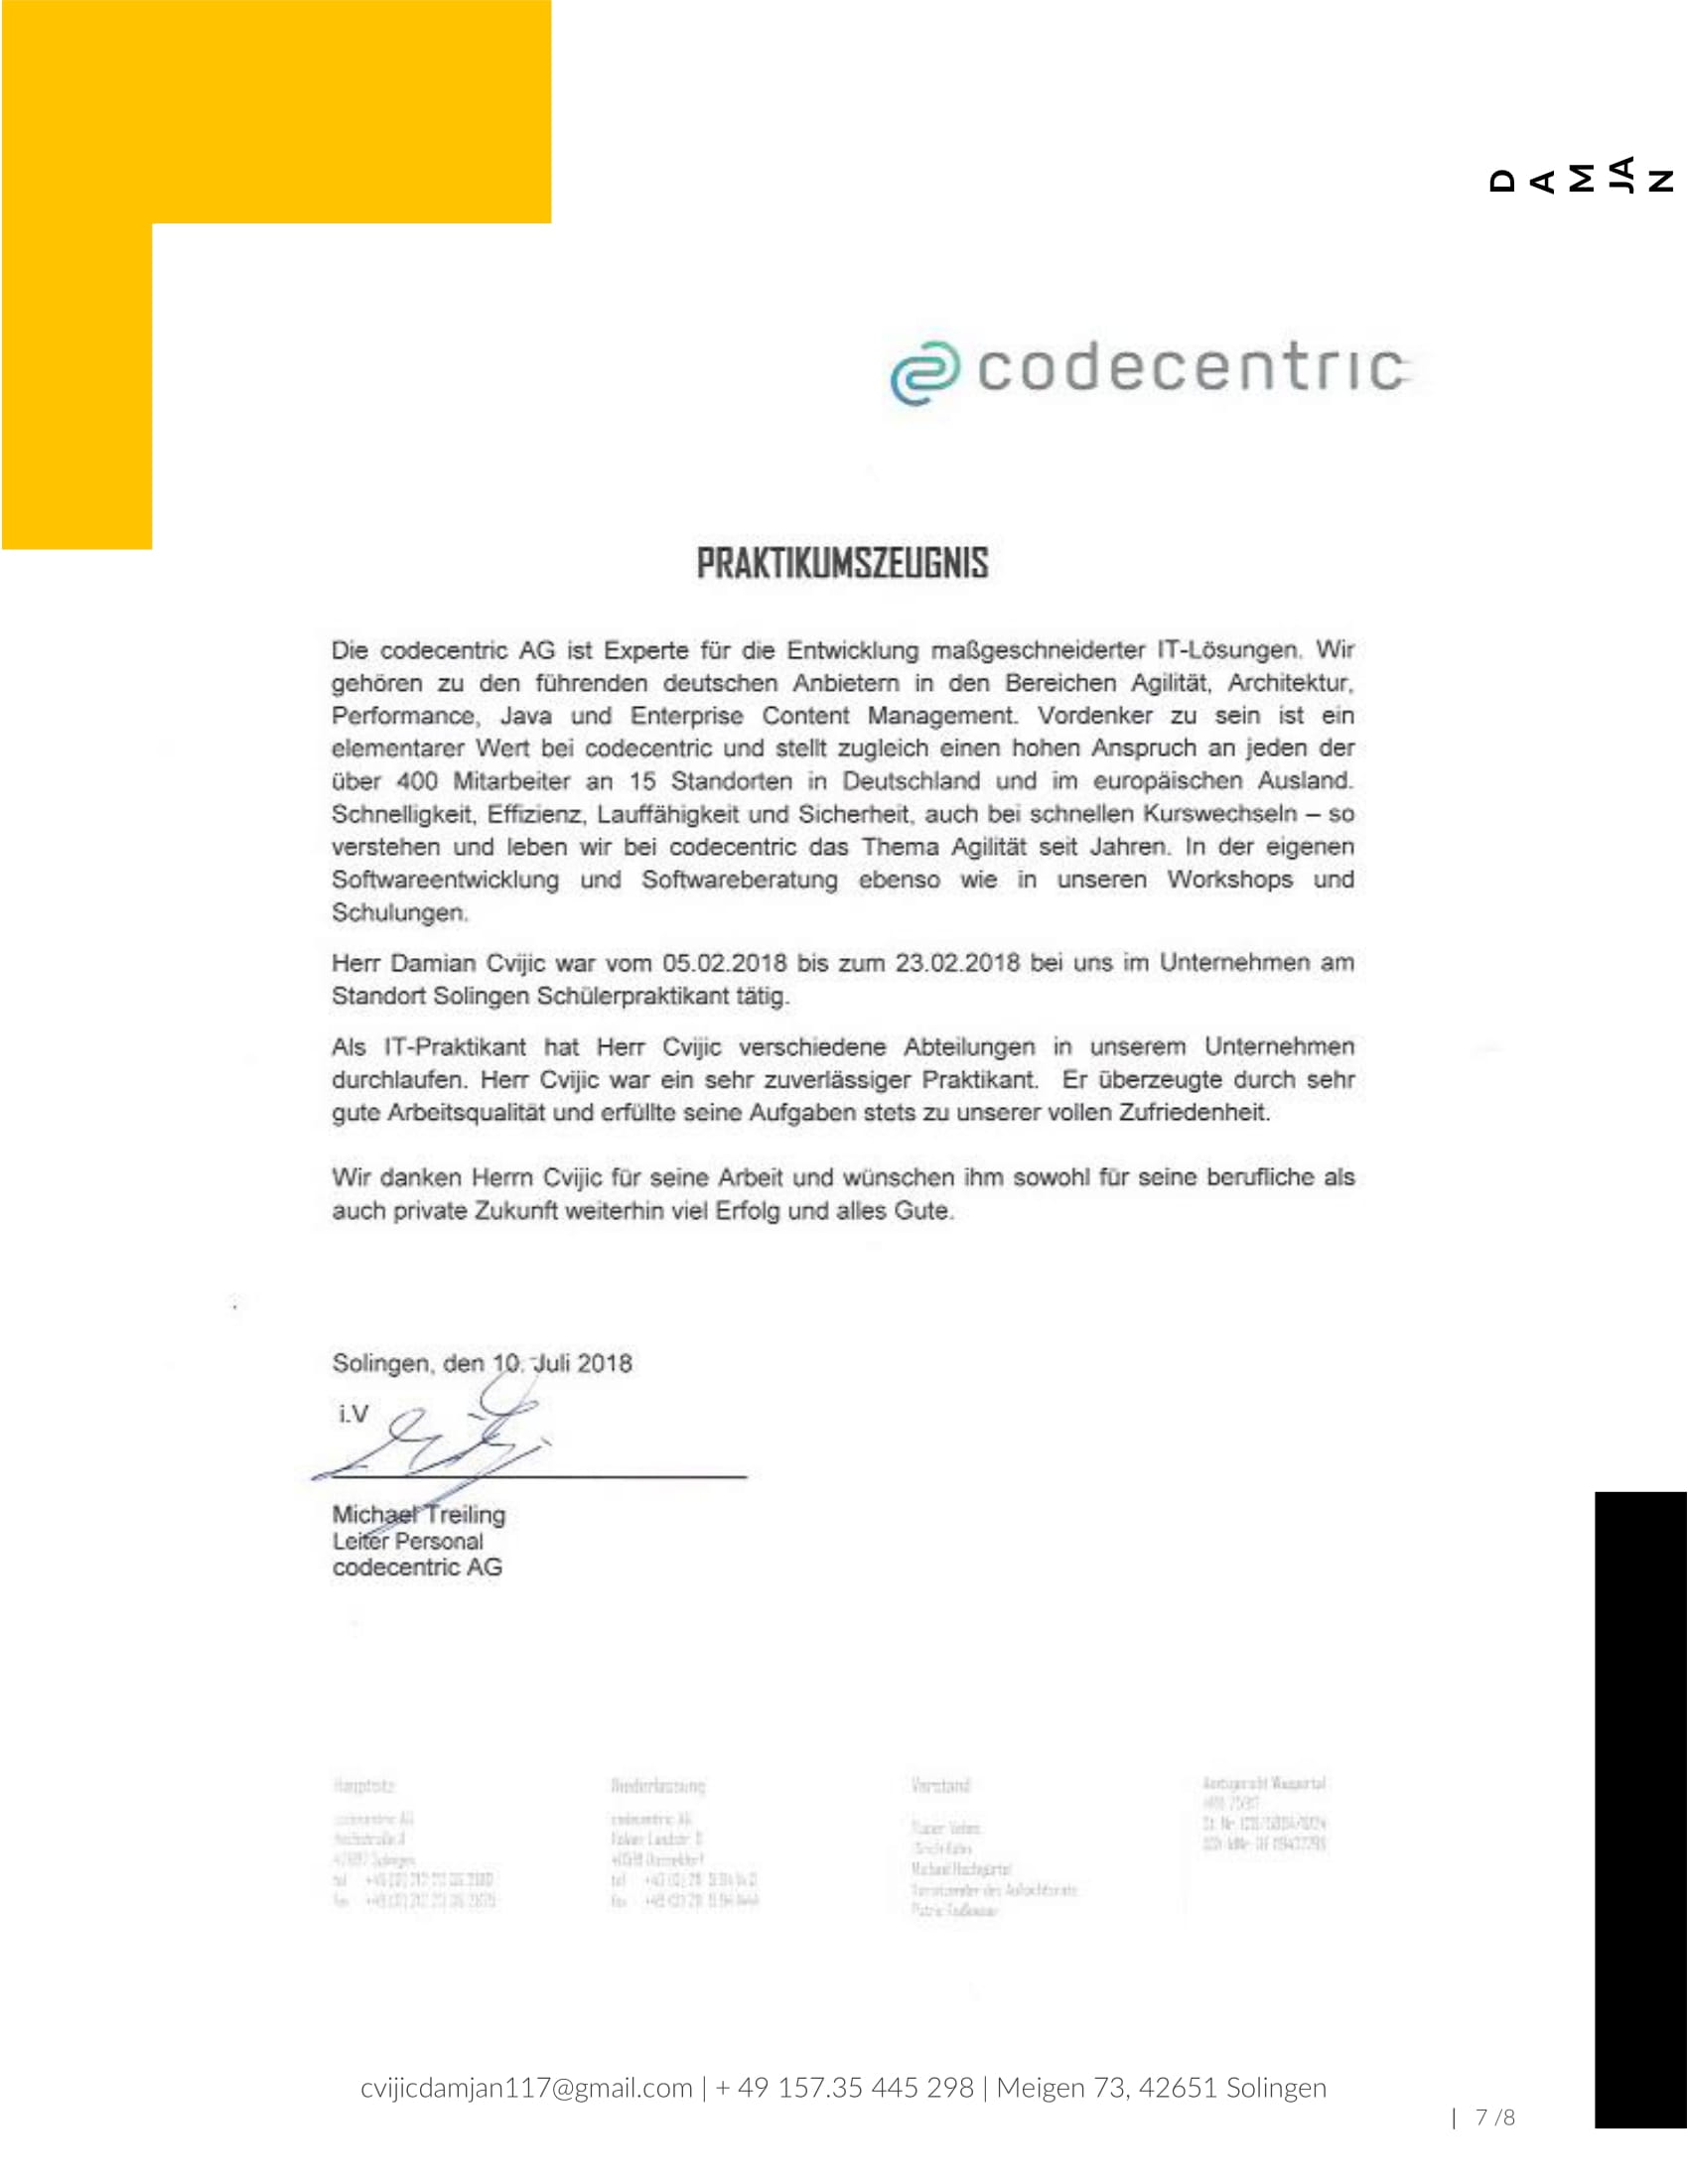 DAMJAN
codecentric
PRAKTIKUMSZEUGNIS
Die codecentric AG ist Experte für die Entwicklung maßgeschneiderter IT-Lösungen. Wir
gehören zu den führenden deutschen Anbietern in den Bereichen Agilität, Architektur,
Performance, Java und Enterprise Content Management. Vordenker zu sein ist ein
elementarer Wert bei codecentric und stellt zugleich einen hohen Anspruch an jeden der
über 400 Mitarbeiter an 15 Standorten in Deutschland und im europäischen Ausland.
Schnelligkeit, Effizienz, Lauffähigkeit und Sicherheit, auch bei schnellen Kurswechseln – so
verstehen und leben wir bei codecentric das Thema Agilität seit Jahren. In der eigenen
Softwareentwicklung und Softwareberatung ebenso wie in unseren Workshops und
Schulungen.
Herr Damian Cvijic war vom 05.02.2018 bis zum 23.02.2018 bei uns im Unternehmen am
Standort Solingen Schülerpraktikant tätig.
Als IT-Praktikant hat Herr Cvijic verschiedene Abteilungen in unserem Unternehmen
durchlaufen. Herr Cvijic war ein sehr zuverlässiger Praktikant. Er überzeugte durch sehr
gute Arbeitsqualität und erfüllte seine Aufgaben stets zu unserer vollen Zufriedenheit.
Wir danken Herrn Cvijic für seine Arbeit und wünschen ihm sowohl für seine berufliche als
auch private Zukunft weiterhin viel Erfolg und alles Gute.
Solingen, den 10. Juli 2018
i.V
Michael Treiling
Leiter Personal
codecentric AG
Hauptsitz
codecentric AG
Niederlassung
codecentric AG
Vorstand
Amtsgericht Wuppertal
cvijicdamjan117@gmail.com | + 49 157.35 445 298 | Meigen 73, 42651 Solingen
| 7 /8